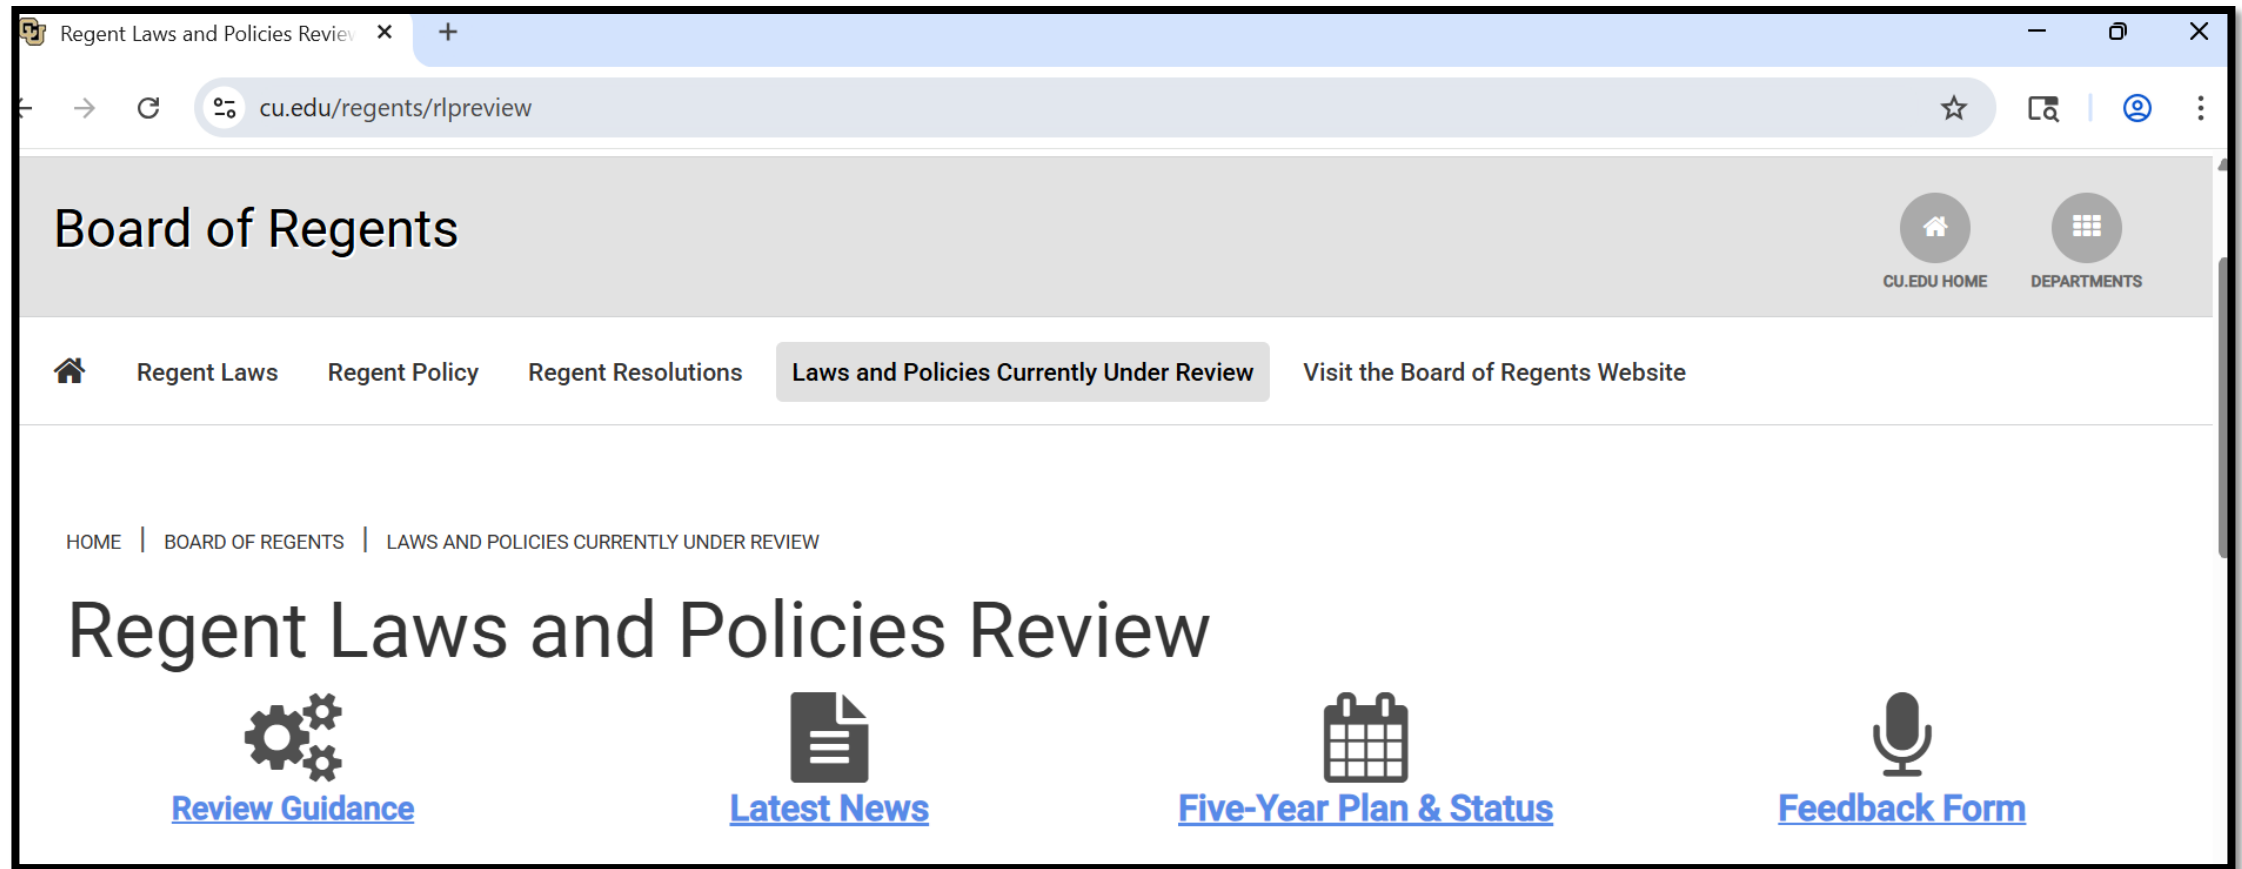 Regent Laws and Policies Review
cu.edu/regents/rlpreview
Board of Regents
CU.EDU HOME
DEPARTMENTS
Regent Laws
Regent Policy
Regent Resolutions
Laws and Policies Currently Under Review
Visit the Board of Regents Website
HOME | BOARD OF REGENTS | LAWS AND POLICIES CURRENTLY UNDER REVIEW
Regent Laws and Policies Review
Review Guidance
Latest News
Five-Year Plan & Status
Feedback Form